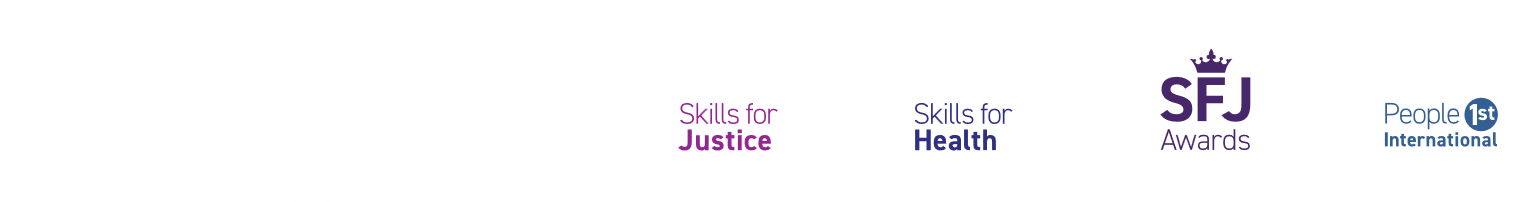 Skills for
Justice
Skills for
Health
SFJ
Awards
People 1st
International